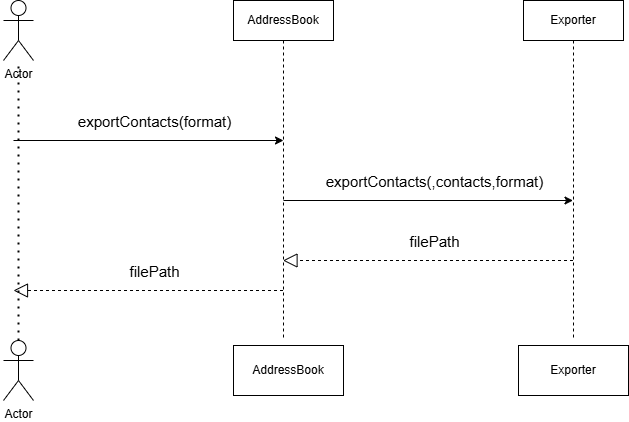 AddressBook
Exporter
Actor
exportContacts(format)
exportContacts(,contacts,format)
filePath
filePath
AddressBook
Exporter
Actor